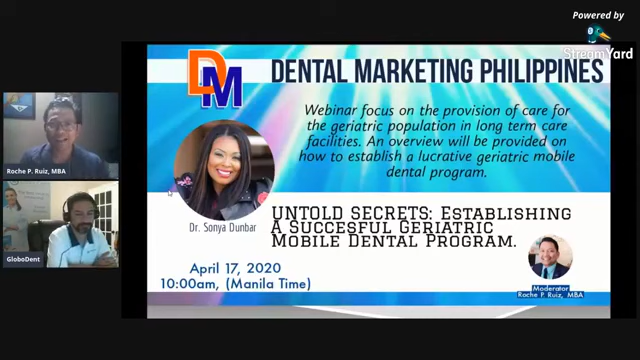 Powered by
StreamYard
DM
DENTAL MARKETING PHILIPPINES
Webinar focus on the provision of care for
the geriatric population in long term care
facilities. An overview will be provided on
how to establish a lucrative geriatric mobile
dental program.
Roche P. Ruiz, MBA
GloboDent
Dr. Sonya Dunbar
UNTOLD SECRETS: ESTABLISHING
A SUCCESFUL GERIATRIC
MOBILE DENTAL PROGRAM.
April 17, 2020
10:00am, (Manila Time)
Moderator
Roche P. Ruiz, MBA